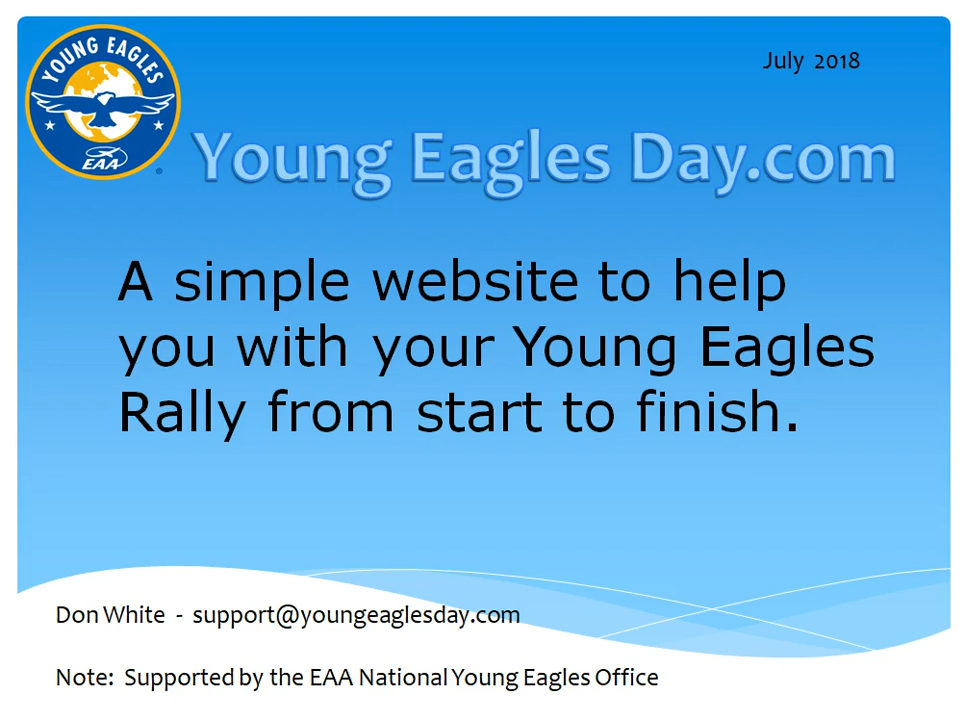 YOUNG EAGLES
EAA
®
July 2018
Young Eagles Day.com
A simple website to help
you with your Young Eagles
Rally from start to finish.
Don White - support@youngeaglesday.com
Note: Supported by the EAA National Young Eagles Office